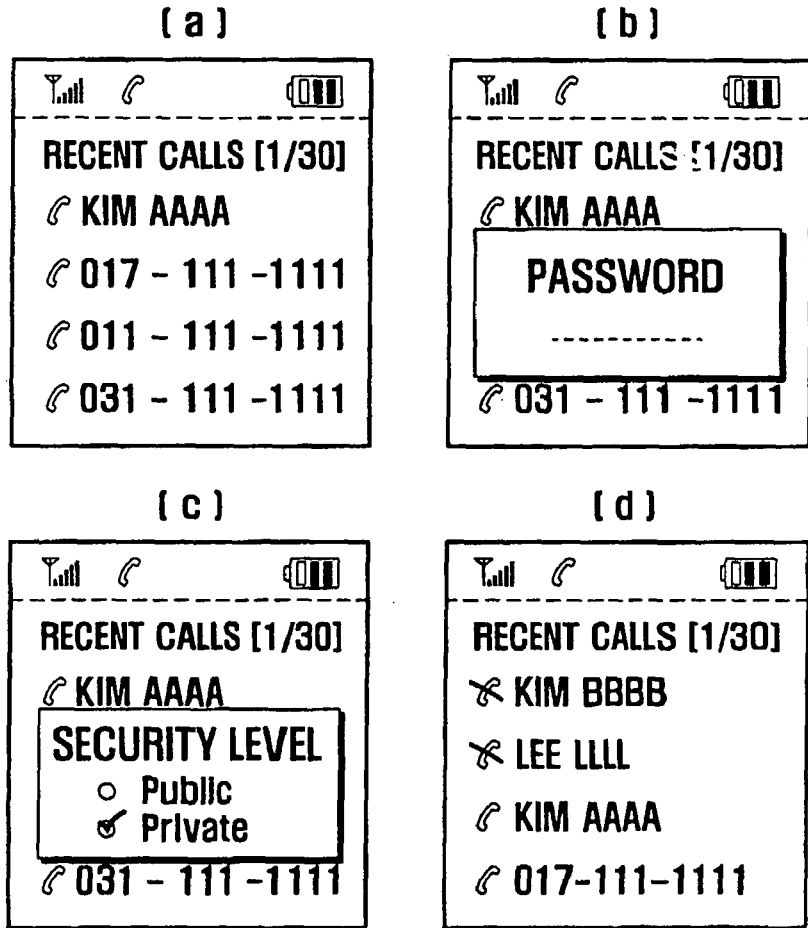 [a]
RECENT CALLS [1/30]
KIM AAAA
017 - 111 -1111
011 - 111 -1111
031 - 111 -1111
[b]
RECENT CALLS [1/30]
KIM AAAA
PASSWORD
031 - 111 -1111
[c]
RECENT CALLS [1/30]
KIM AAAA
SECURITY LEVEL
Public
Private
031 - 111 -1111
[d]
RECENT CALLS [1/30]
KIM BBBB
LEE LLLL
KIM AAAA
017-111-1111